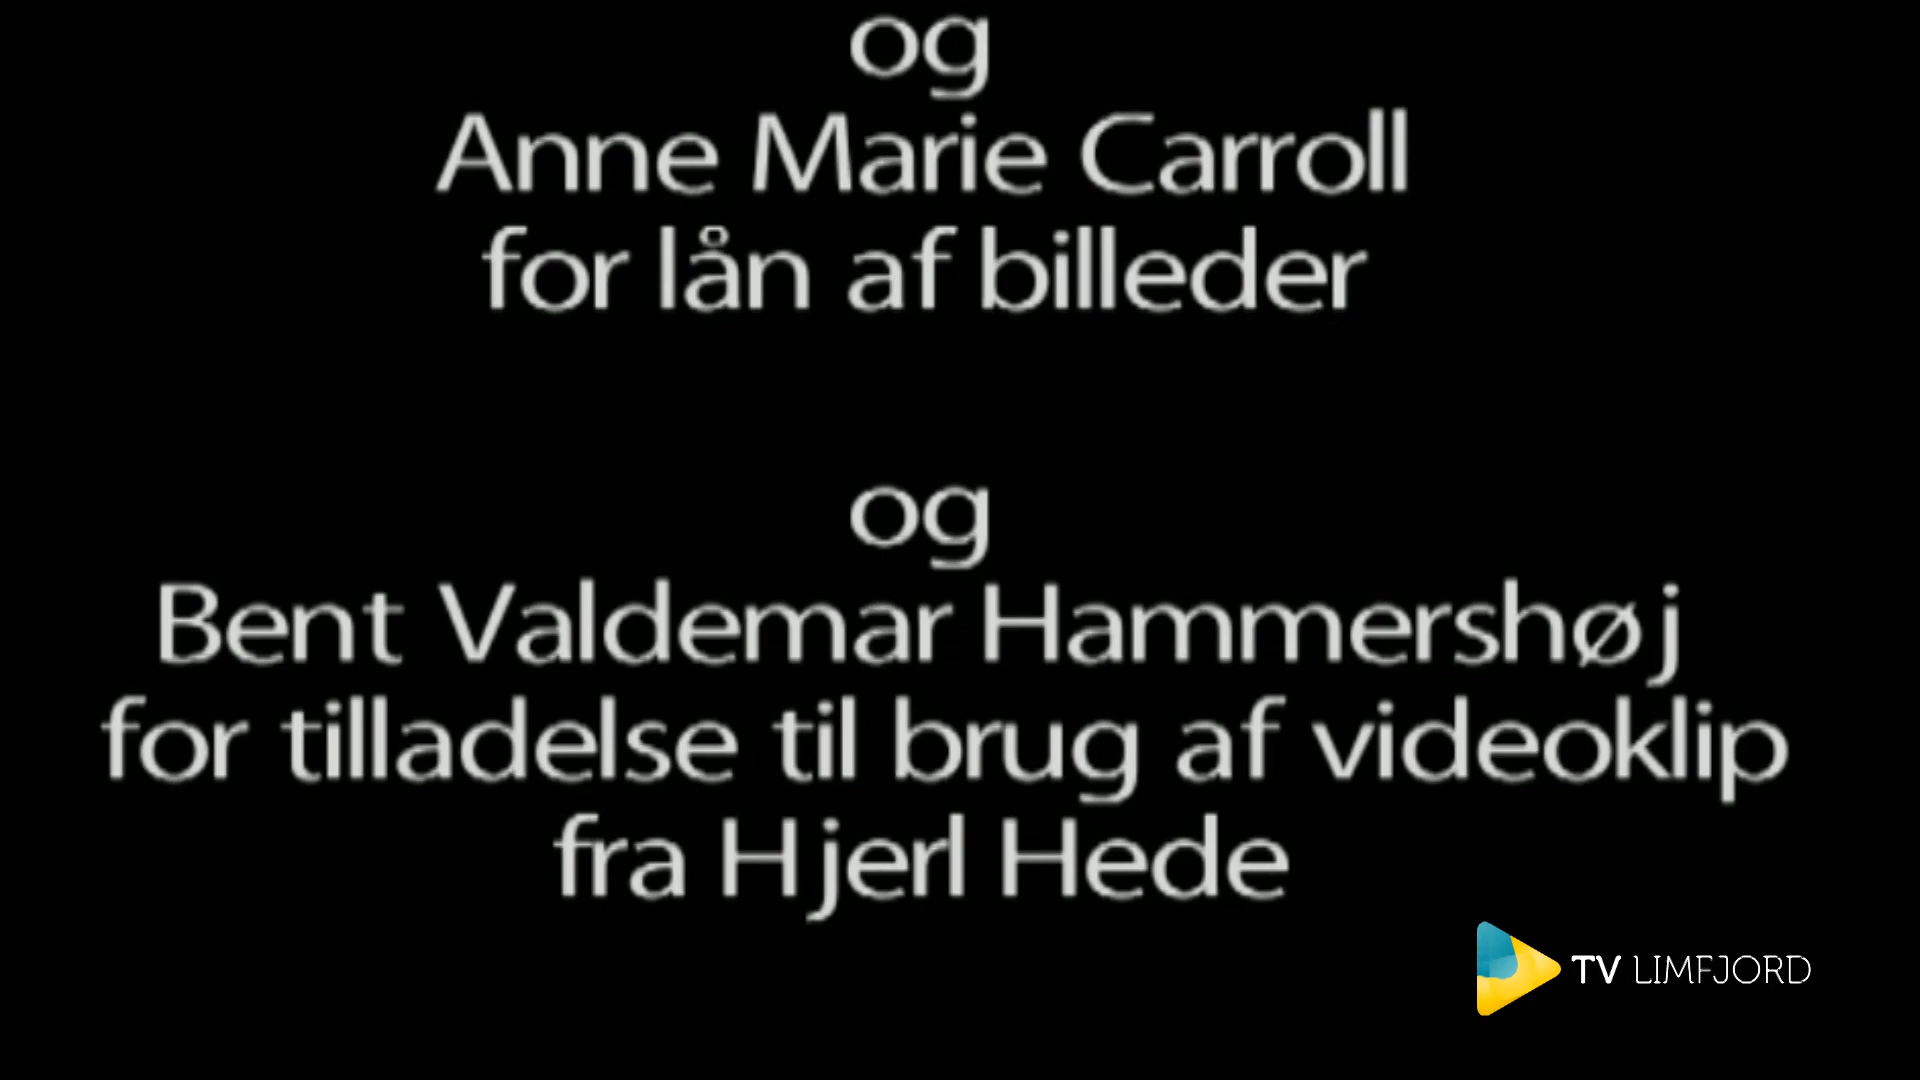 og
Anne Marie Carroll
for lån af billeder
og
Bent Valdemar Hammershøj
for tilladelse til brug af videoklip
fra Hjerl Hede
TV LIMFJORD